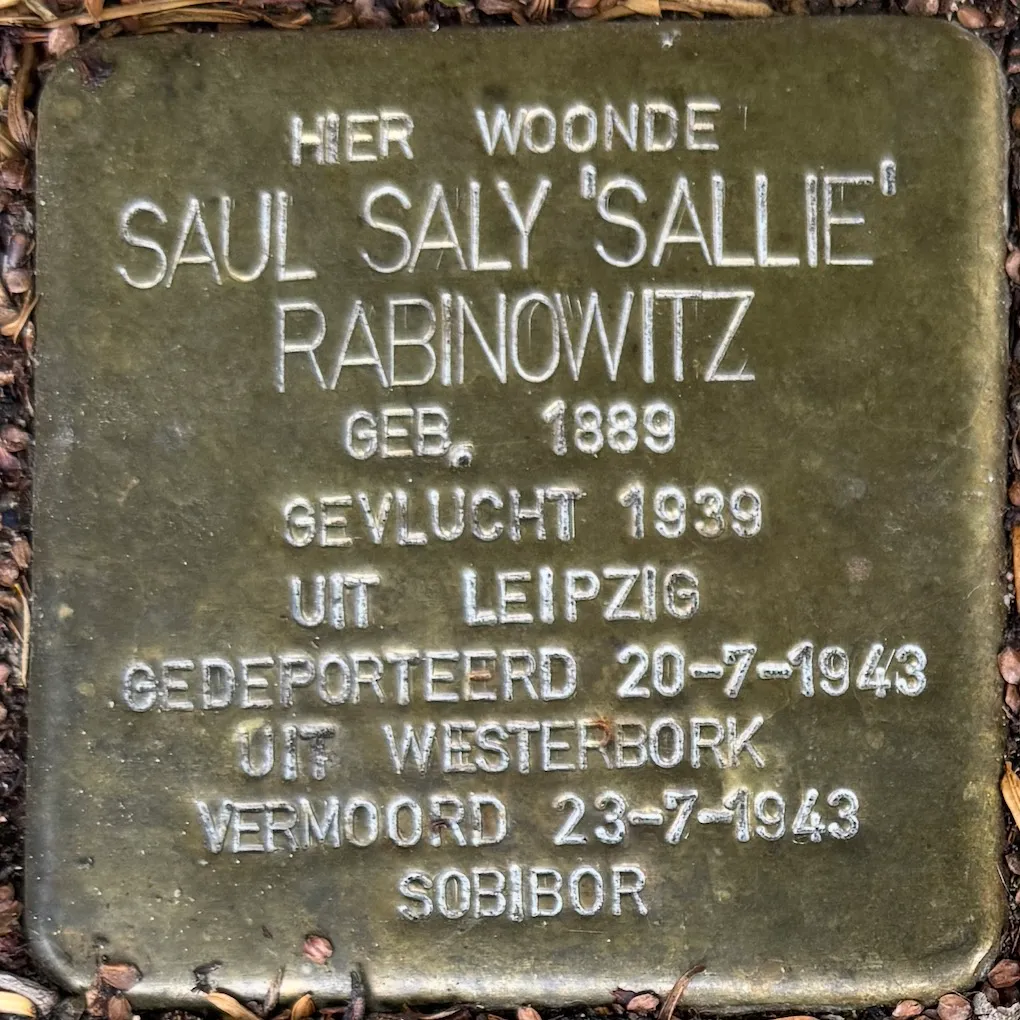 HIER WOONDE
SAUL SALY 'SALLIE'
RABINOWITZ
GEB. 1889
GEVLUCHT 1939
UIT LEIPZIG
GEDEPORTEERD 20-7-1943
UIT WESTERBORK
VERMOORD 23-7-1943
SOBIBOR